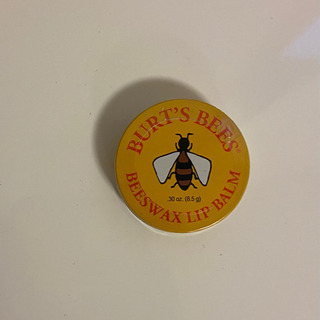 BURT'S BEES®
BEESWAX LIP BALM
.30 oz. (8.5 g)